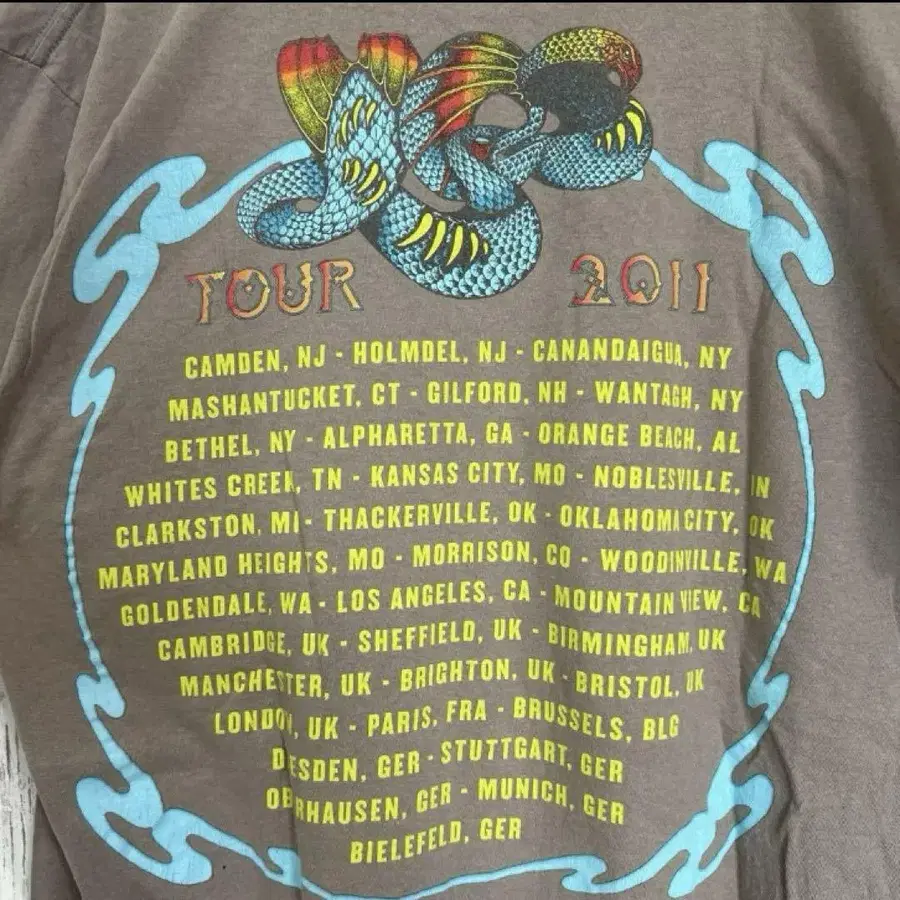 YES
TOUR 2011
CAMDEN, NJ - HOLMDEL, NJ - CANANDAIGUA, NY
MASHANTUCKET, CT - GILFORD, NH - WANTAGH, NY
BETHEL, NY - ALPHARETTA, GA - ORANGE BEACH, AL
WHITES CREEK, TN - KANSAS CITY, MO - NOBLESVILLE, IN
CLARKSTON, MI - THACKERVILLE, OK - OKLAHOMA CITY, OK
MARYLAND HEIGHTS, MO - MORRISON, CO - WOODINVILLE, WA
GOLDENDALE, WA - LOS ANGELES, CA - MOUNTAIN VIEW, CA
CAMBRIDGE, UK - SHEFFIELD, UK - BIRMINGHAM, UK
MANCHESTER, UK - BRIGHTON, UK - BRISTOL, UK
LONDON, UK - PARIS, FRA - BRUSSELS, BLG
DRESDEN, GER - STUTTGART, GER
OBERHAUSEN, GER - MUNICH, GER
BIELEFELD, GER